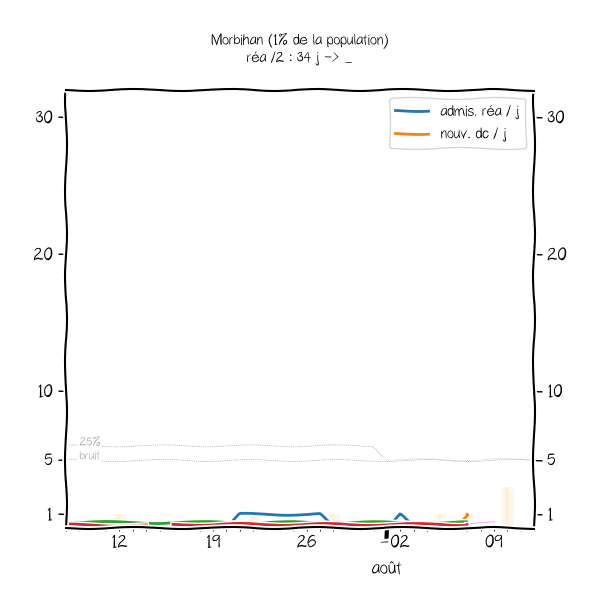 Morbihan (1% de la population)
réa /2 : 34 j -> _
admis. réa / j
nouv. dc / j
30
30
20
20
10
10
25%
5
bruit
5
1
1
12
19
26
02
09
août